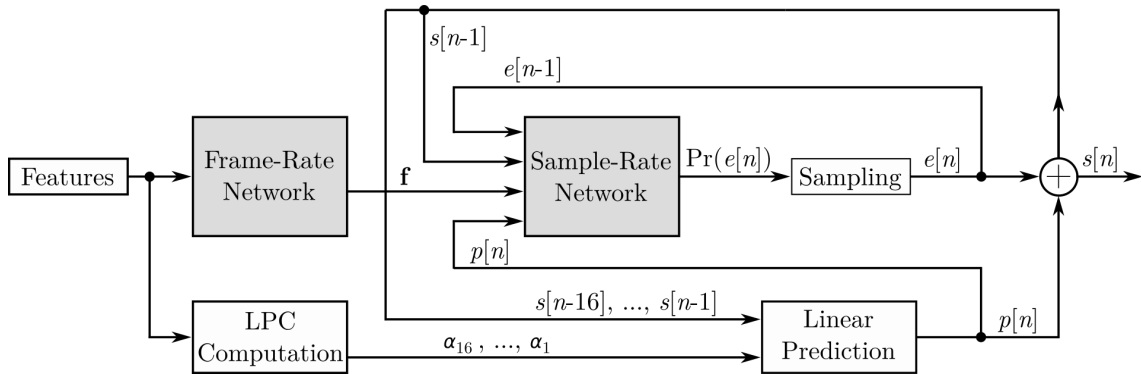 s[n-1]
e[n-1]
Features
Frame-Rate
Network
f
Sample-Rate
Network
Pr(e[n])
Sampling
e[n]
+
s[n]
p[n]
LPC
Computation
s[n-16], ..., s[n-1]
α₁₆ , ..., α₁
Linear
Prediction
p[n]